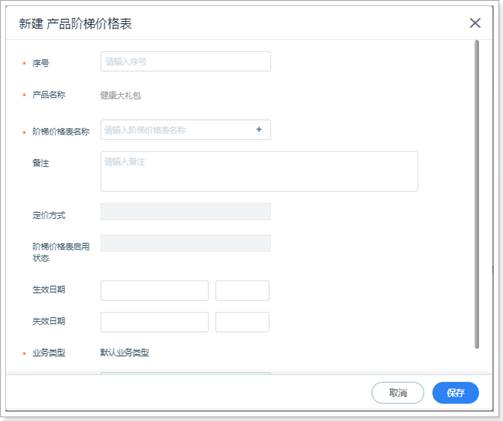 新建 产品阶梯价格表
序号
请输入序号
产品名称
健康大礼包
阶梯价格表名称
请输入阶梯价格表名称
备注
请输入备注
定价方式
阶梯价格表启用
状态
生效日期
失效日期
业务类型
默认业务类型
取消
保存